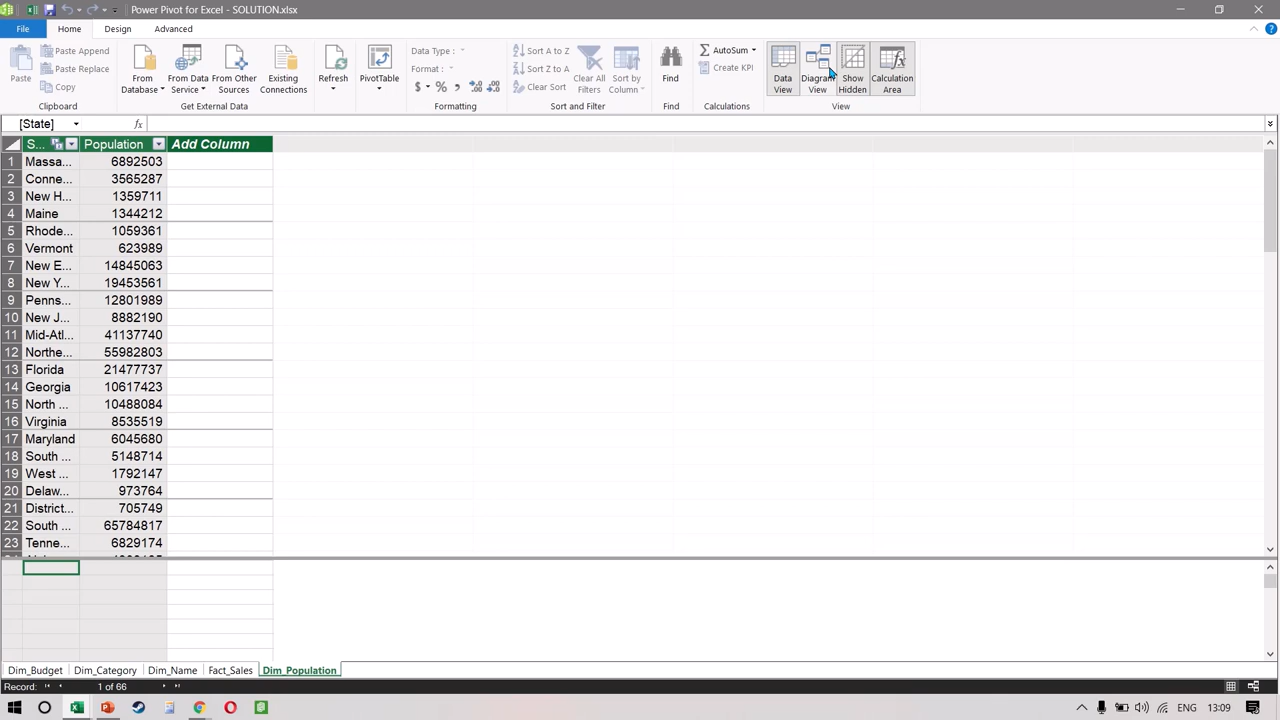 Power Pivot for Excel - SOLUTION.xlsx
File Home Design Advanced
Paste
Paste Append
Paste Replace
Copy
Clipboard
From Database
From Data Service
From Other Sources
Existing Connections
Get External Data
Refresh
PivotTable
Data Type :
Format :
$ % ,
Formatting
Sort A to Z
Sort Z to A
Clear Sort
Clear All Filters
Sort by Column
Sort and Filter
Find
Find
AutoSum
Create KPI
Calculations
Data View
Diagram View
Show Hidden
Calculation Area
View
[State] fx
S... Population Add Column
1 Massa... 6892503
2 Conne... 3565287
3 New H... 1359711
4 Maine 1344212
5 Rhode... 1059361
6 Vermont 623989
7 New E... 14845063
8 New Y... 19453561
9 Penns... 12801989
10 New J... 8882190
11 Mid-Atl... 41137740
12 Northe... 55982803
13 Florida 21477737
14 Georgia 10617423
15 North ... 10488084
16 Virginia 8535519
17 Maryland 6045680
18 South ... 5148714
19 West ... 1792147
20 Delaw... 973764
21 District... 705749
22 South ... 65784817
23 Tenne... 6829174
Dim_Budget Dim_Category Dim_Name Fact_Sales Dim_Population
Record: 1 of 66
ENG 13:09